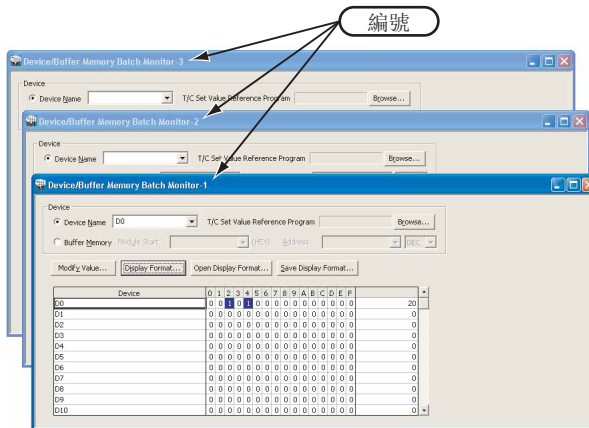 編號
Device/Buffer Memory Batch Monitor-3
Device
Device Name T/C Set Value Reference Program Browse...
Device/Buffer Memory Batch Monitor-2
Device
Device Name T/C Set Value Reference Program Browse...
Device/Buffer Memory Batch Monitor-1
Device
Device Name D0 T/C Set Value Reference Program Browse...
Buffer Memory Module Start (HEX) Address DEC
Modify Value... Display Format... Open Display Format... Save Display Format...
Device 0 1 2 3 4 5 6 7 8 9 A B C D E F
D0 0 0 1 0 1 0 0 0 0 0 0 0 0 0 0 0 20
D1 0 0 0 0 0 0 0 0 0 0 0 0 0 0 0 0 0
D2 0 0 0 0 0 0 0 0 0 0 0 0 0 0 0 0 0
D3 0 0 0 0 0 0 0 0 0 0 0 0 0 0 0 0 0
D4 0 0 0 0 0 0 0 0 0 0 0 0 0 0 0 0 0
D5 0 0 0 0 0 0 0 0 0 0 0 0 0 0 0 0 0
D6 0 0 0 0 0 0 0 0 0 0 0 0 0 0 0 0 0
D7 0 0 0 0 0 0 0 0 0 0 0 0 0 0 0 0 0
D8 0 0 0 0 0 0 0 0 0 0 0 0 0 0 0 0 0
D9 0 0 0 0 0 0 0 0 0 0 0 0 0 0 0 0 0
D10 0 0 0 0 0 0 0 0 0 0 0 0 0 0 0 0 0